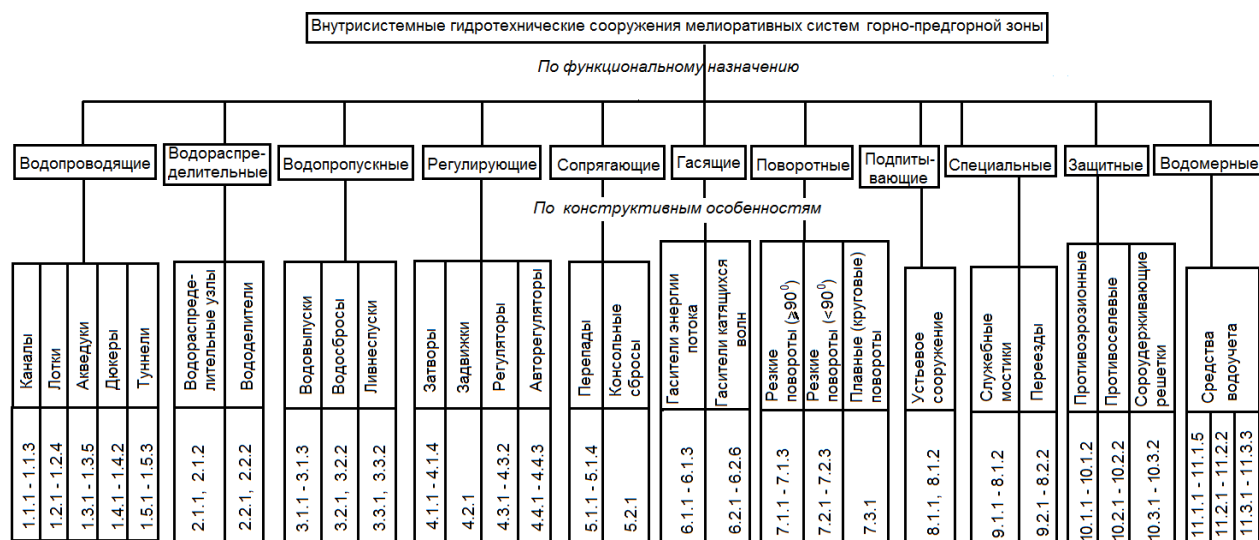 Внутрисистемные гидротехнические сооружения мелиоративных систем горно-предгорной зоны
По функциональному назначению
Водопроводящие
Водораспре-
делительные
Водопропускные
Регулирующие
Сопрягающие
Гасящие
Поворотные
Подпиты-
вающие
Специальные
Защитные
Водомерные
По конструктивным особенностям
Каналы
Лотки
Акведуки
Дюкеры
Туннели
Водораспреде-
лительные узлы
Вододелители
Водовыпуски
Водосбросы
Ливнеспуски
Затворы
Задвижки
Регуляторы
Авторегуляторы
Перепады
Консольные
сбросы
Гасители энергии
потока
Гасители катящихся
волн
Резкие
повороты (⩾90⁰)
Резкие
повороты (<90⁰)
Плавные (круговые)
повороты
Устьевое
сооружение
Служебные
мостики
Переезды
Противоэрозионные
Противоселевые
Сороудерживающие
решетки
Средства
водоучета
1.1.1 - 1.1.3
1.2.1 - 1.2.4
1.3.1 - 1.3.5
1.4.1 - 1.4.2
1.5.1 - 1.5.3
2.1.1, 2.1.2
2.2.1, 2.2.2
3.1.1 - 3.1.3
3.2.1, 3.2.2
3.3.1, 3.3.2
4.1.1 - 4.1.4
4.2.1
4.3.1 - 4.3.2
4.4.1 - 4.4.3
5.1.1 - 5.1.4
5.2.1
6.1.1 - 6.1.3
6.2.1 - 6.2.6
7.1.1 - 7.1.3
7.2.1 - 7.2.3
7.3.1
8.1.1, 8.1.2
9.1.1 - 8.1.2
9.2.1 - 8.2.2
10.1.1 - 10.1.2
10.2.1 - 10.2.2
10.3.1 - 10.3.2
11.1.1 - 11.1.5
11.2.1 - 11.2.2
11.3.1 - 11.3.3